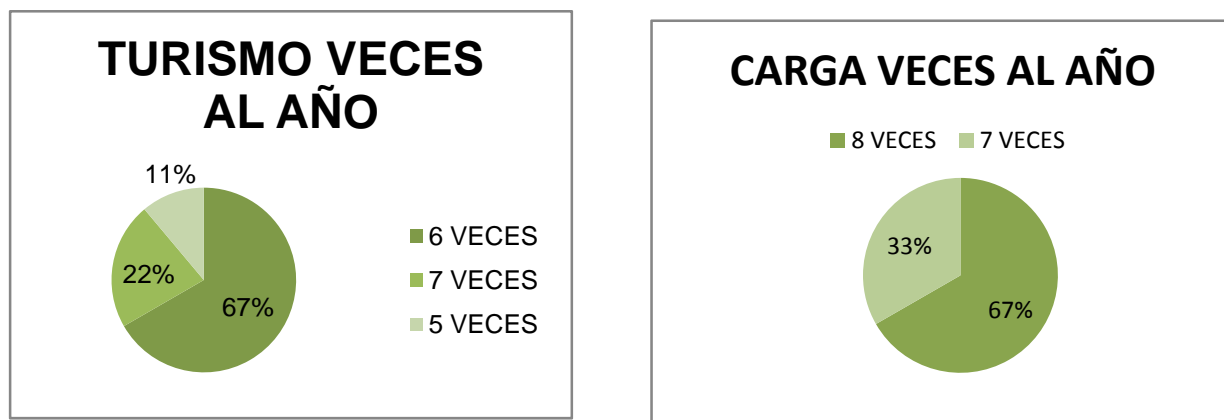 TURISMO VECES
AL AÑO
11%
22%
67%
6 VECES
7 VECES
5 VECES
CARGA VECES AL AÑO
8 VECES 7 VECES
33%
67%